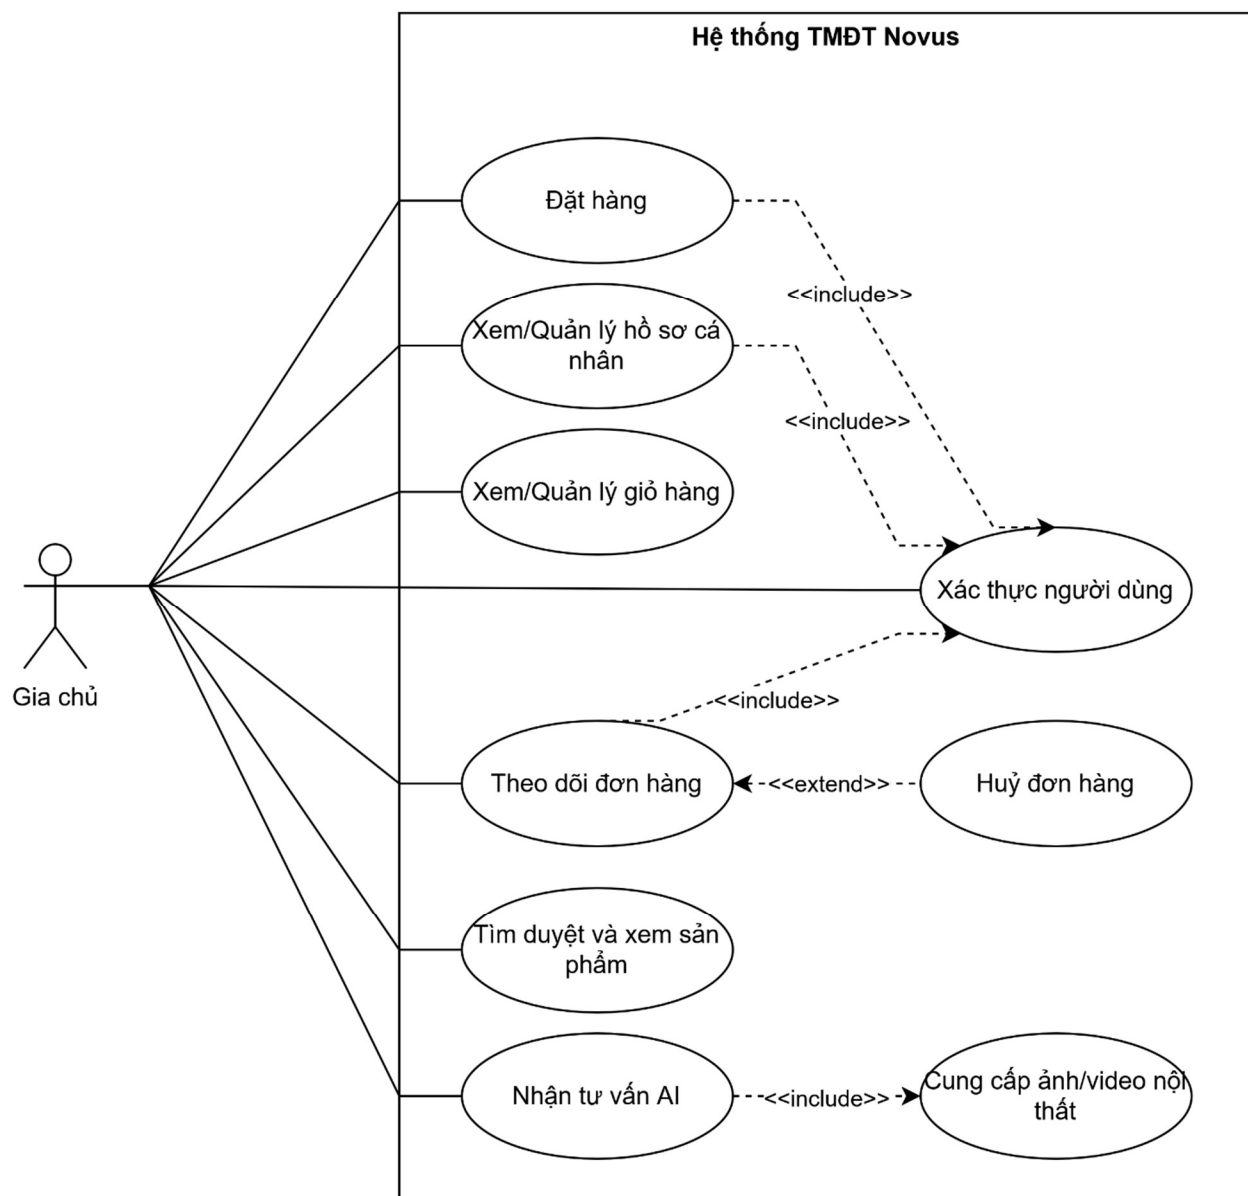 Hệ thống TMĐT Novus
Đặt hàng
<<include>>
Xem/Quản lý hồ sơ cá
nhân
<<include>>
Xem/Quản lý giỏ hàng
Xác thực người dùng
Gia chủ
<<include>>
Theo dõi đơn hàng
<<extend>>
Huỷ đơn hàng
Tìm duyệt và xem sản
phẩm
Nhận tư vấn AI
<<include>>
Cung cấp ảnh/video nội
thất